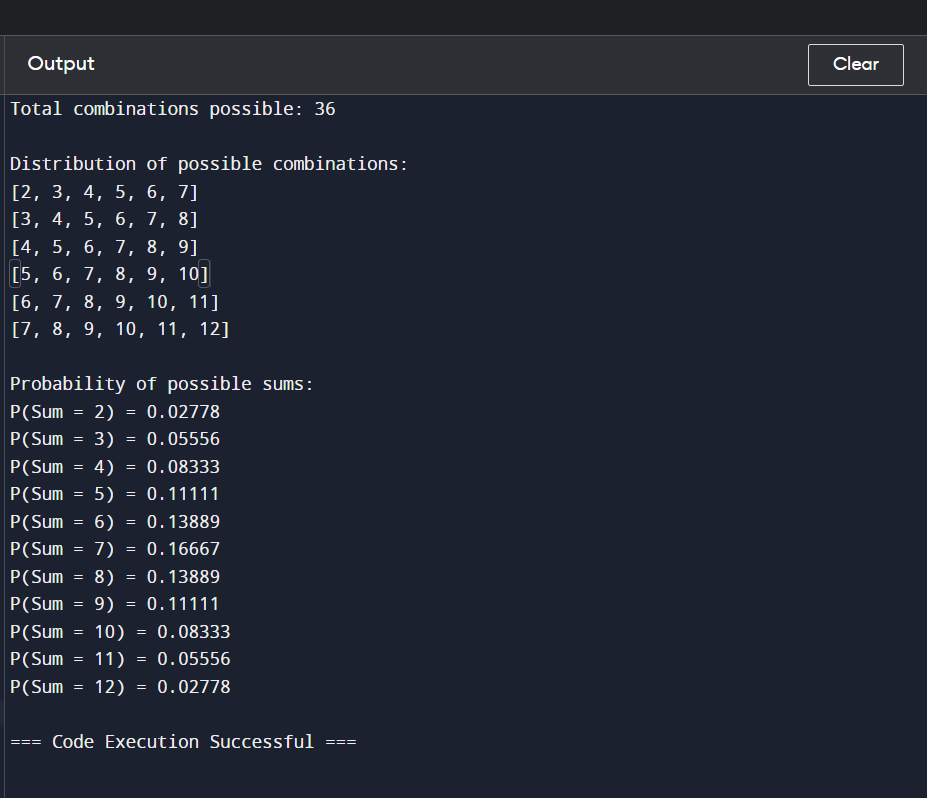 Output
Clear
Total combinations possible: 36
Distribution of possible combinations:
[2, 3, 4, 5, 6, 7]
[3, 4, 5, 6, 7, 8]
[4, 5, 6, 7, 8, 9]
[5, 6, 7, 8, 9, 10]
[6, 7, 8, 9, 10, 11]
[7, 8, 9, 10, 11, 12]
Probability of possible sums:
P(Sum = 2) = 0.02778
P(Sum = 3) = 0.05556
P(Sum = 4) = 0.08333
P(Sum = 5) = 0.11111
P(Sum = 6) = 0.13889
P(Sum = 7) = 0.16667
P(Sum = 8) = 0.13889
P(Sum = 9) = 0.11111
P(Sum = 10) = 0.08333
P(Sum = 11) = 0.05556
P(Sum = 12) = 0.02778
=== Code Execution Successful ===